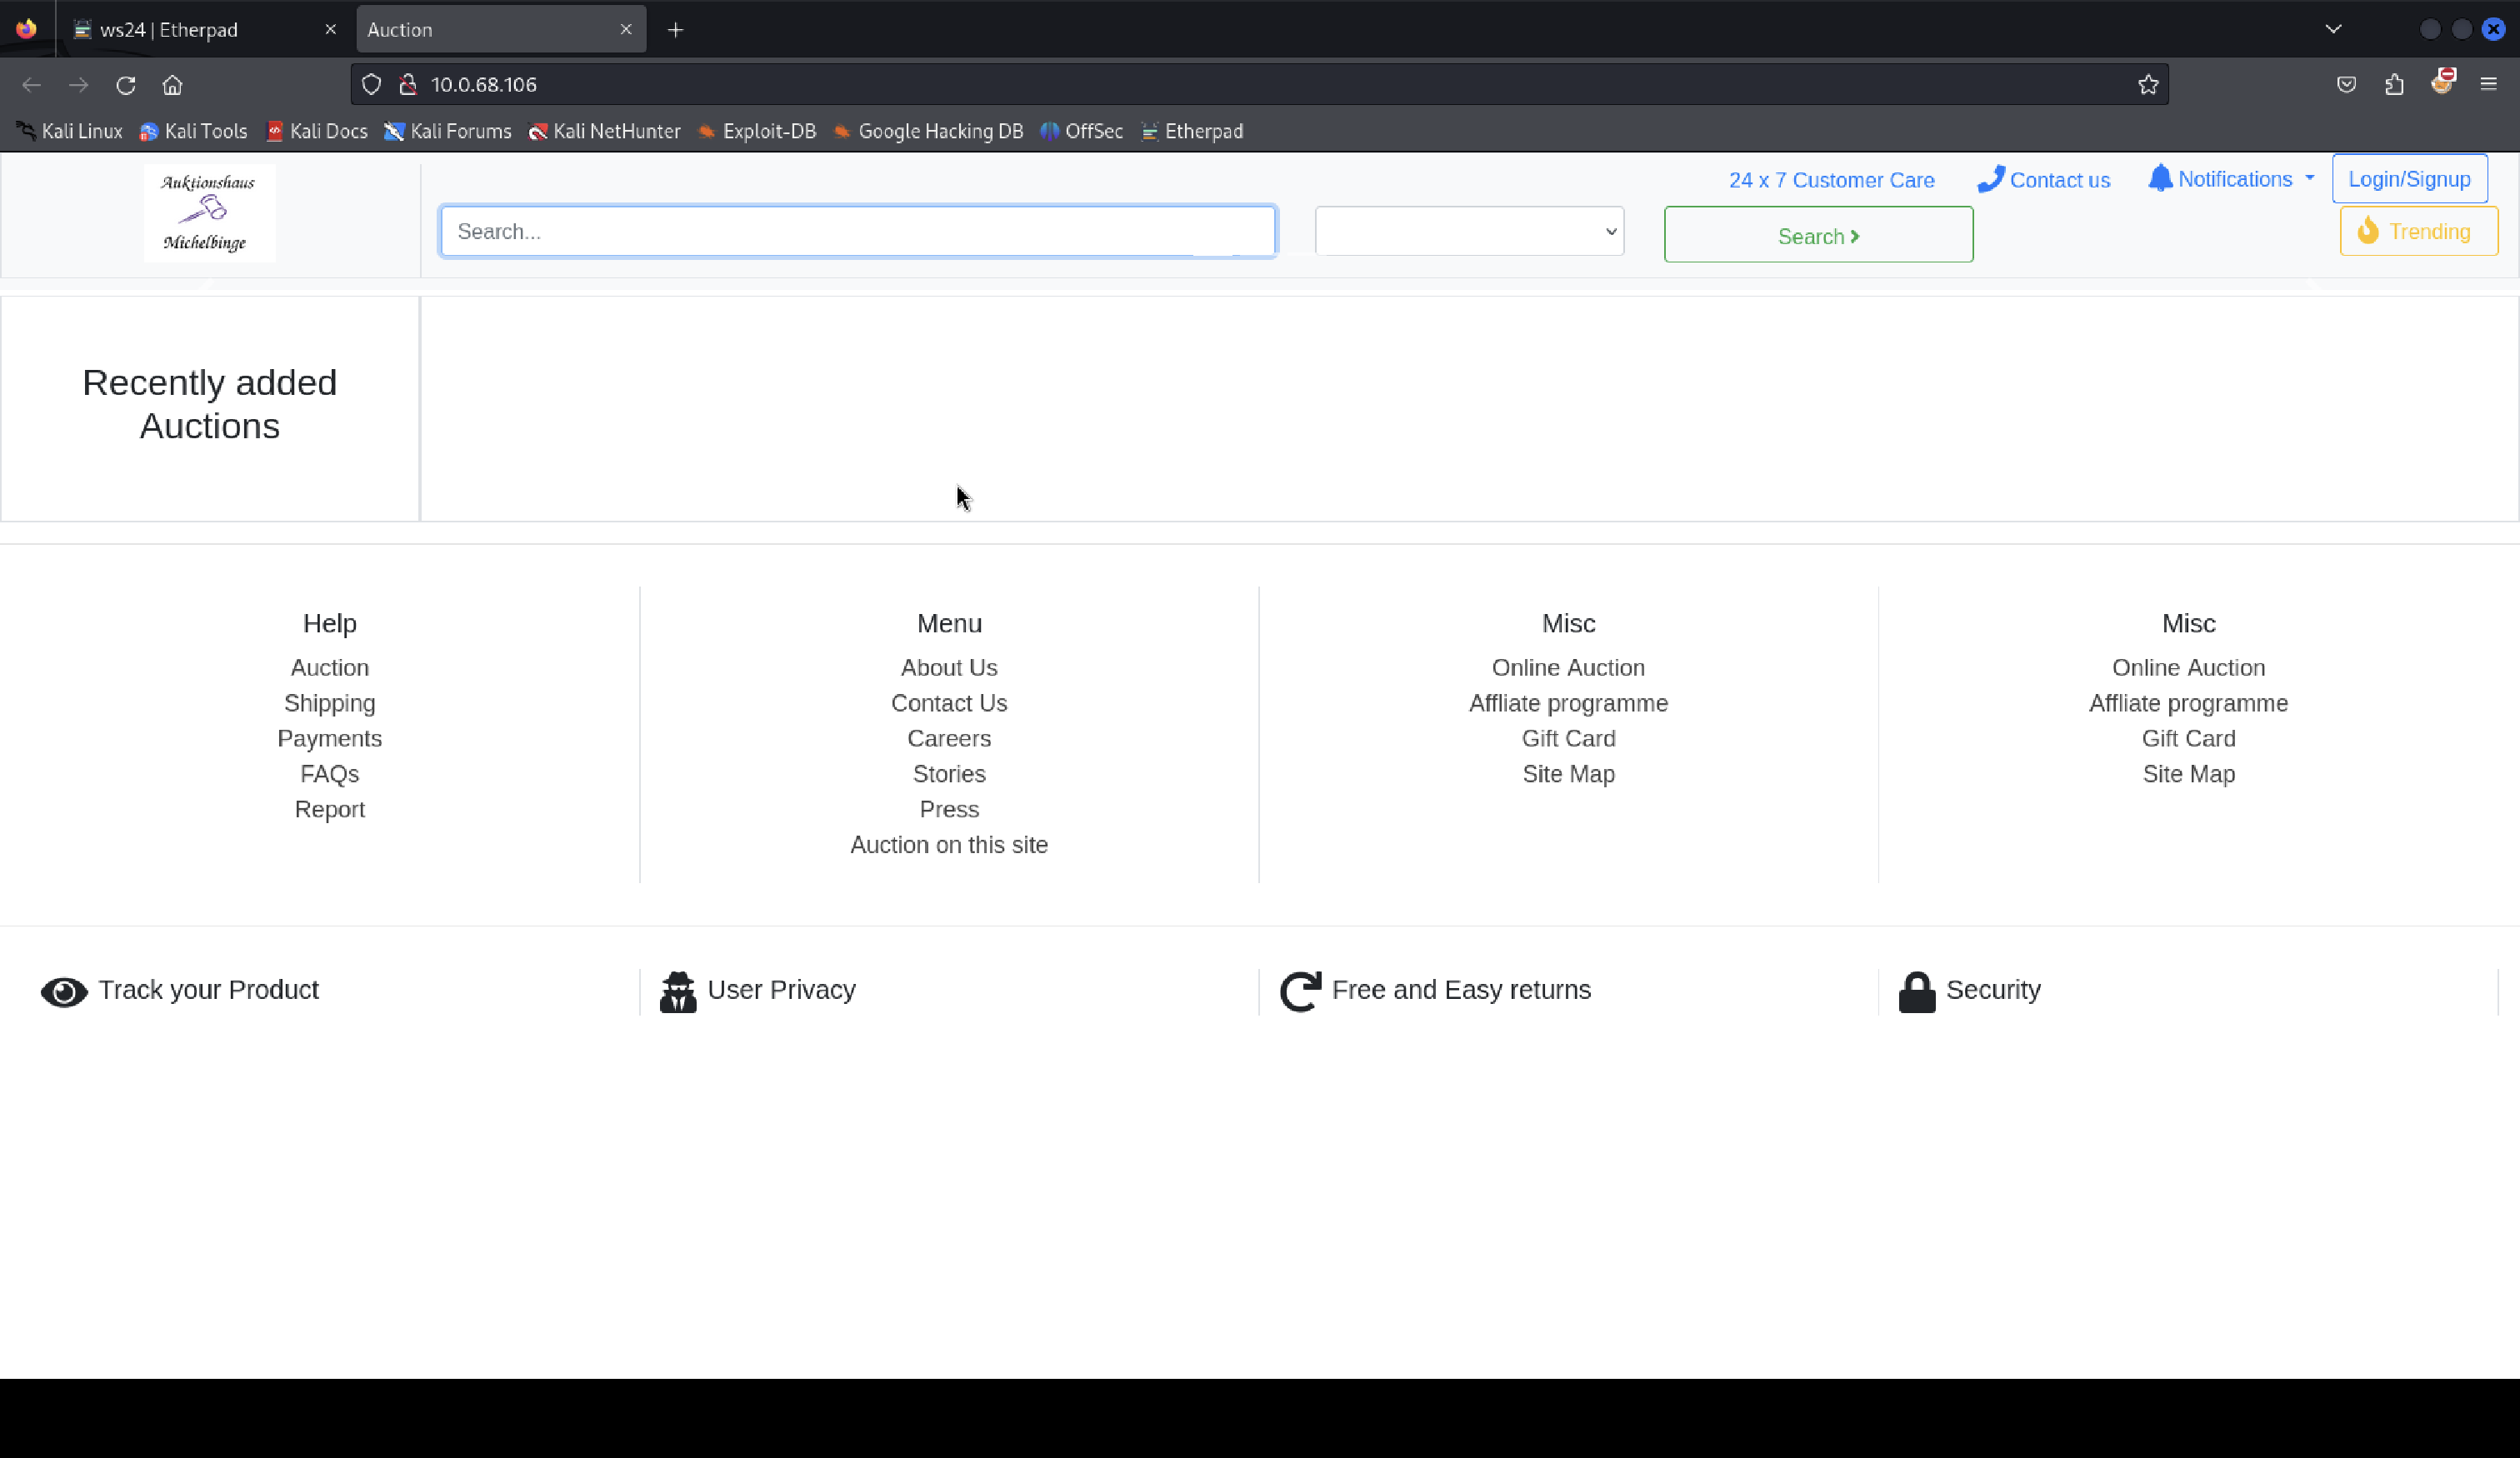 ws24 | Etherpad
Auction
10.0.68.106
Kali Linux Kali Tools Kali Docs Kali Forums Kali NetHunter Exploit-DB Google Hacking DB OffSec Etherpad
Auktionshaus
Michelbinge
24 x 7 Customer Care Contact us Notifications Login/Signup
Search... Search Trending
Recently added
Auctions
Help
Auction
Shipping
Payments
FAQs
Report
Menu
About Us
Contact Us
Careers
Stories
Press
Auction on this site
Misc
Online Auction
Affliate programme
Gift Card
Site Map
Misc
Online Auction
Affliate programme
Gift Card
Site Map
Track your Product
User Privacy
Free and Easy returns
Security